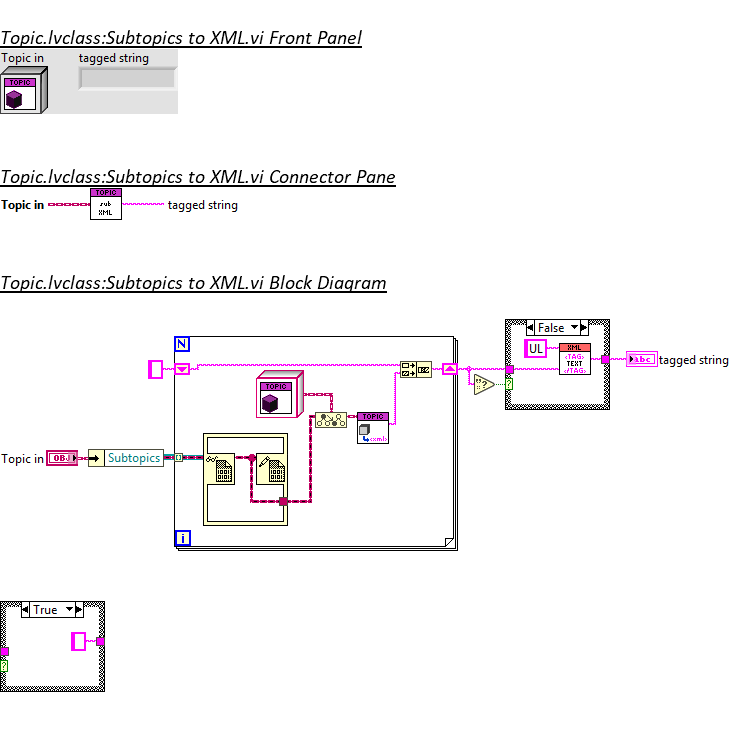 Topic.lvclass:Subtopics to XML.vi Front Panel
Topic in
tagged string
TOPIC
Topic.lvclass:Subtopics to XML.vi Connector Pane
TOPIC
Topic in
sub
XML
tagged string
Topic.lvclass:Subtopics to XML.vi Block Diagram
False
N
UL
XML
<TAG>
TEXT
</TAG>
abc
tagged string
TOPIC
?
?
TOPIC
<xml>
Topic in
OBJ
Subtopics
i
True
?